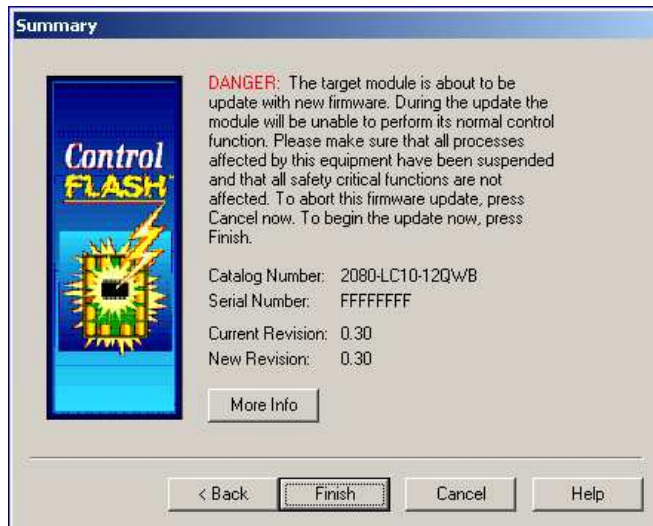 Summary
Control
FLASH
DANGER: The target module is about to be
update with new firmware. During the update the
module will be unable to perform its normal control
function. Please make sure that all processes
affected by this equipment have been suspended
and that all safety critical functions are not
affected. To abort this firmware update, press
Cancel now. To begin the update now, press
Finish.
Catalog Number: 2080-LC10-12QWB
Serial Number: FFFFFFFF
Current Revision: 0.30
New Revision: 0.30
More Info
< Back Finish Cancel Help